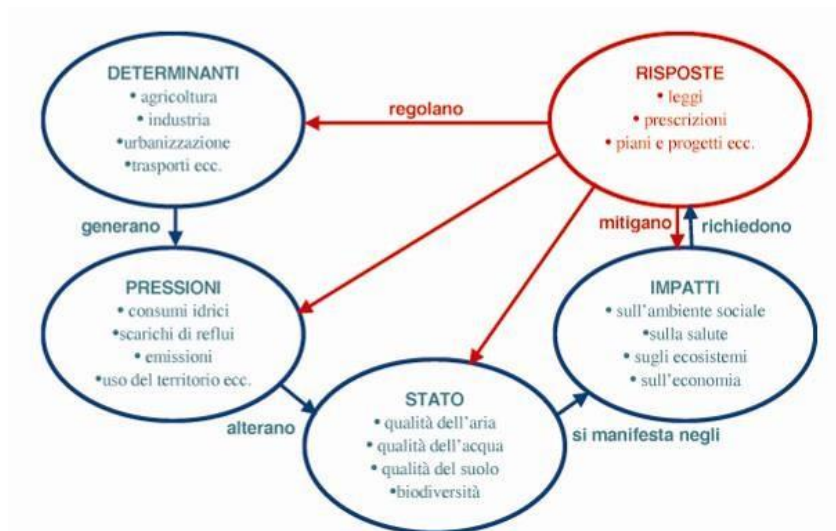 DETERMINANTI
• agricoltura
• industria
•urbanizzazione
•trasporti ecc.
regolano
RISPOSTE
• leggi
• prescrizioni
• piani e progetti ecc.
generano
mitigano
richiedono
PRESSIONI
• consumi idrici
•scarichi di reflui
• emissioni
•uso del territorio ecc.
IMPATTI
• sull'ambiente sociale
•sulla salute
• sugli ecosistemi
• sull'economia
alterano
STATO
• qualità dell'aria
• qualità dell'acqua
• qualità del suolo
•biodiversità
si manifesta negli